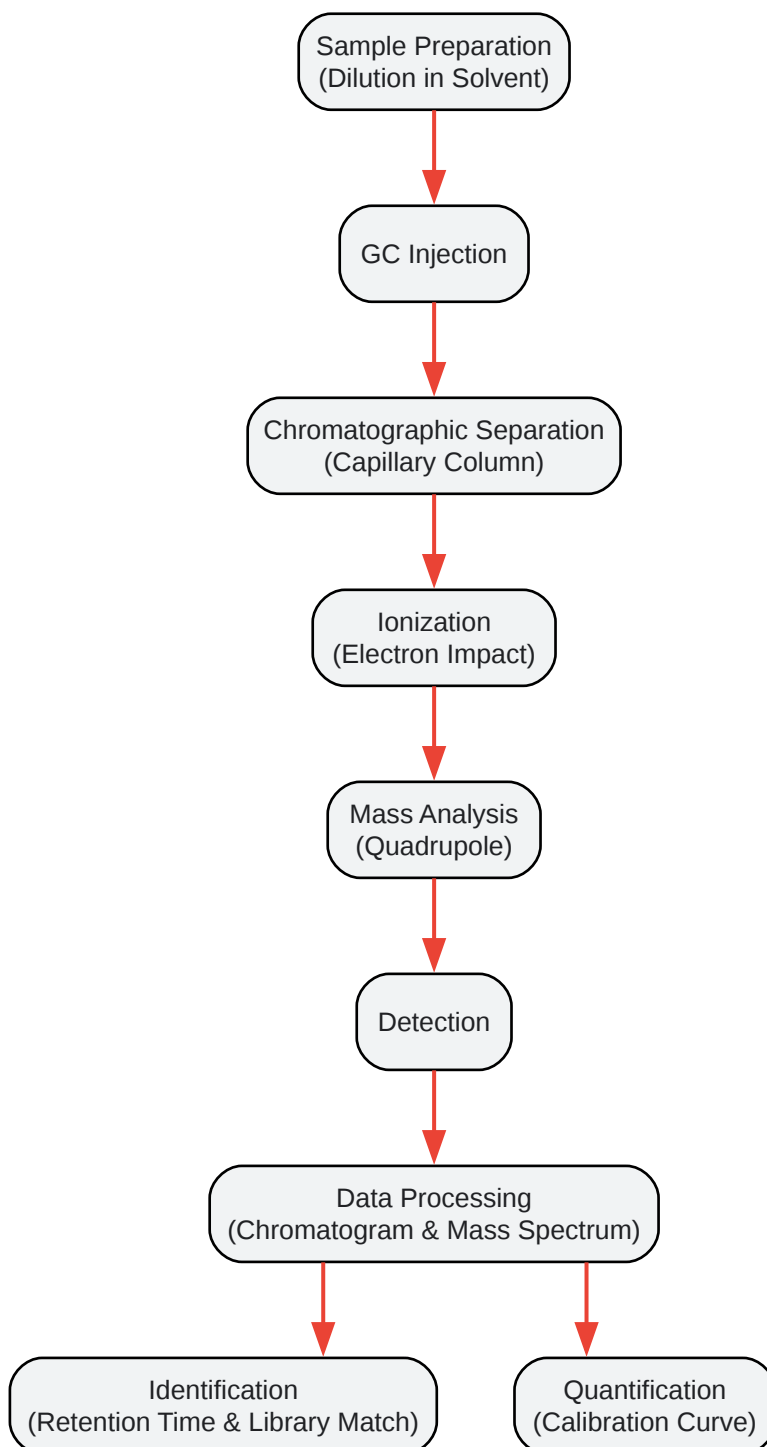 Sample Preparation
(Dilution in Solvent)
GC Injection
Chromatographic Separation
(Capillary Column)
Ionization
(Electron Impact)
Mass Analysis
(Quadrupole)
Detection
Data Processing
(Chromatogram & Mass Spectrum)
Identification
(Retention Time & Library Match)
Quantification
(Calibration Curve)